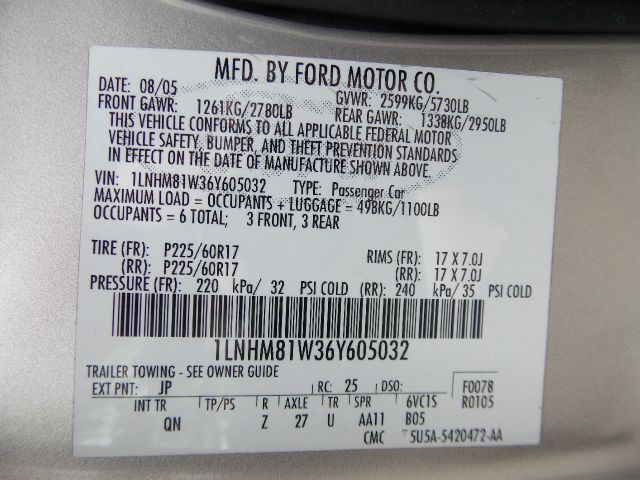 MFD. BY FORD MOTOR CO.
DATE: 08/05 GVWR: 2599KG/5730LB
FRONT GAWR: 1261KG/2780LB REAR GAWR: 1338KG/2950LB
THIS VEHICLE CONFORMS TO ALL APPLICABLE FEDERAL MOTOR
VEHICLE SAFETY, BUMPER, AND THEFT PREVENTION STANDARDS
IN EFFECT ON THE DATE OF MANUFACTURE SHOWN ABOVE.
VIN: 1LNHM81W36Y605032 TYPE: Passenger Car
MAXIMUM LOAD = OCCUPANTS + LUGGAGE = 498KG/1100LB
OCCUPANTS = 6 TOTAL; 3 FRONT, 3 REAR
TIRE (FR): P225/60R17 RIMS (FR): 17 X 7.0J
(RR): P225/60R17 (RR): 17 X 7.0J
PRESSURE (FR): 220 kPa/ 32 PSI COLD (RR): 240 kPa/ 35 PSI COLD
1LNHM81W36Y605032
TRAILER TOWING - SEE OWNER GUIDE
EXT PNT: JP RC: 25 DSO: F0078
R0105
INT TR TP/PS R AXLE TR SPR 6VC1S
QN Z 27 U AA11 B05
CMC 5U5A-5420472-AA